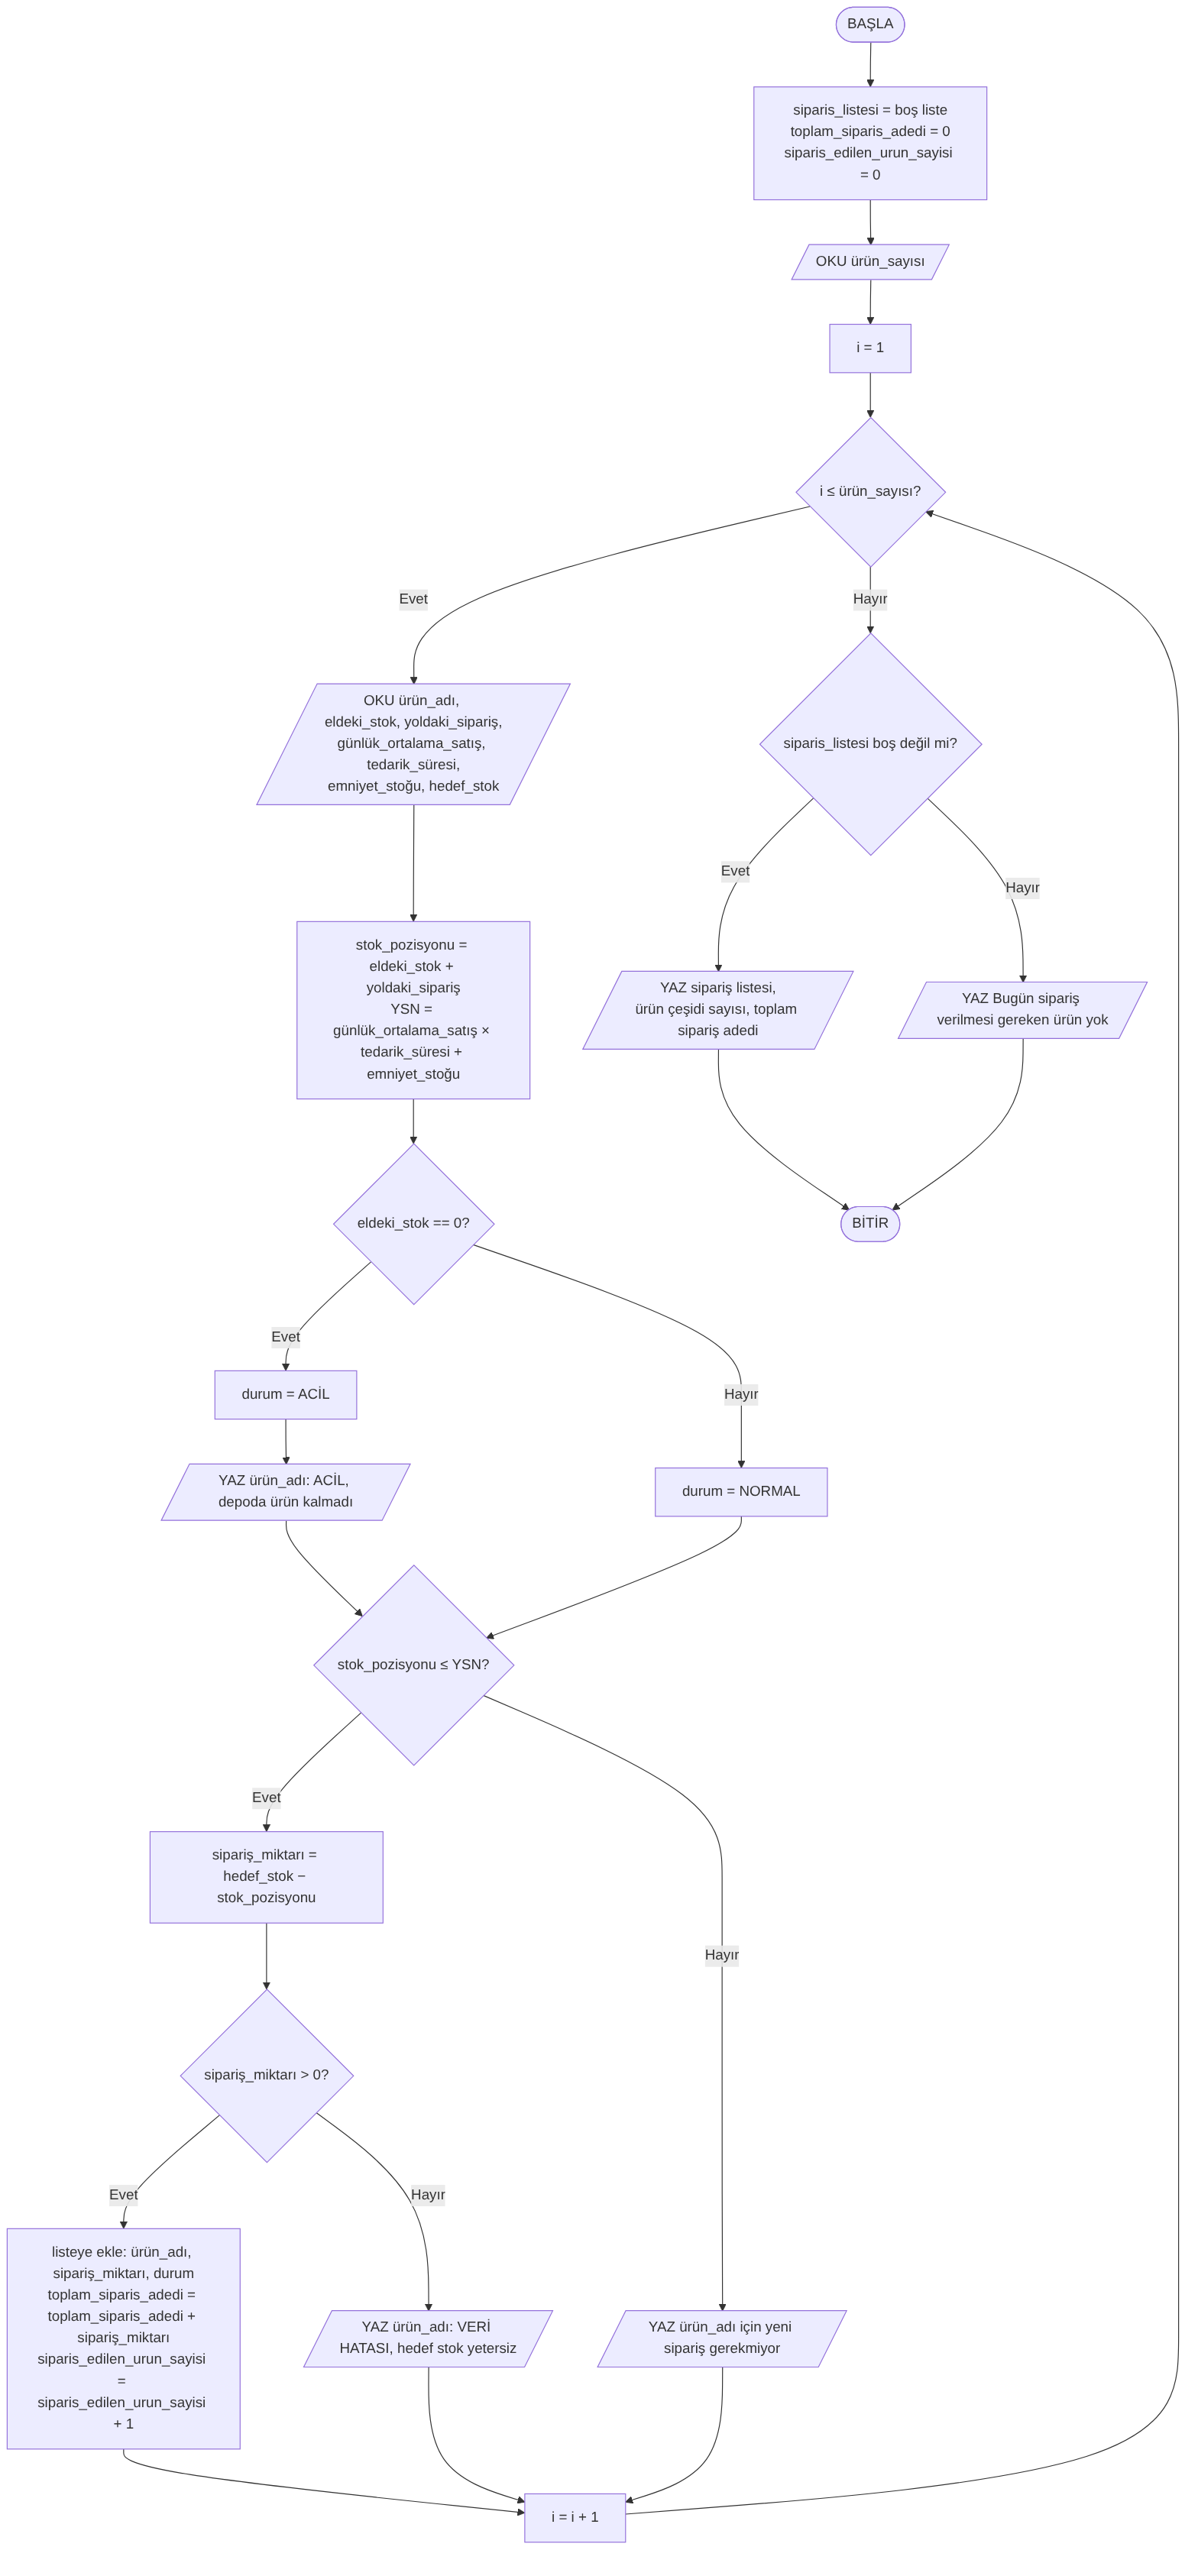 BAŞLA
siparis_listesi = boş liste
toplam_siparis_adedi = 0
siparis_edilen_urun_sayisi
= 0
OKU ürün_sayısı
i = 1
i ≤ ürün_sayısı?
Evet
Hayır
OKU ürün_adı,
eldeki_stok, yoldaki_sipariş,
günlük_ortalama_satış,
tedarik_süresi,
emniyet_stoğu, hedef_stok
siparis_listesi boş değil mi?
Evet
Hayır
stok_pozisyonu =
eldeki_stok +
yoldaki_sipariş
YSN =
günlük_ortalama_satış ×
tedarik_süresi +
emniyet_stoğu
YAZ sipariş listesi,
ürün çeşidi sayısı, toplam
sipariş adedi
YAZ Bugün sipariş
verilmesi gereken ürün yok
eldeki_stok == 0?
BİTİR
Evet
Hayır
durum = ACİL
YAZ ürün_adı: ACİL,
depoda ürün kalmadı
durum = NORMAL
stok_pozisyonu ≤ YSN?
Evet
Hayır
sipariş_miktarı =
hedef_stok −
stok_pozisyonu
sipariş_miktarı > 0?
Evet
Hayır
listeye ekle: ürün_adı,
sipariş_miktarı, durum
toplam_siparis_adedi =
toplam_siparis_adedi +
sipariş_miktarı
siparis_edilen_urun_sayisi
=
siparis_edilen_urun_sayisi
+ 1
YAZ ürün_adı: VERİ
HATASI, hedef stok yetersiz
YAZ ürün_adı için yeni
sipariş gerekmiyor
i = i + 1